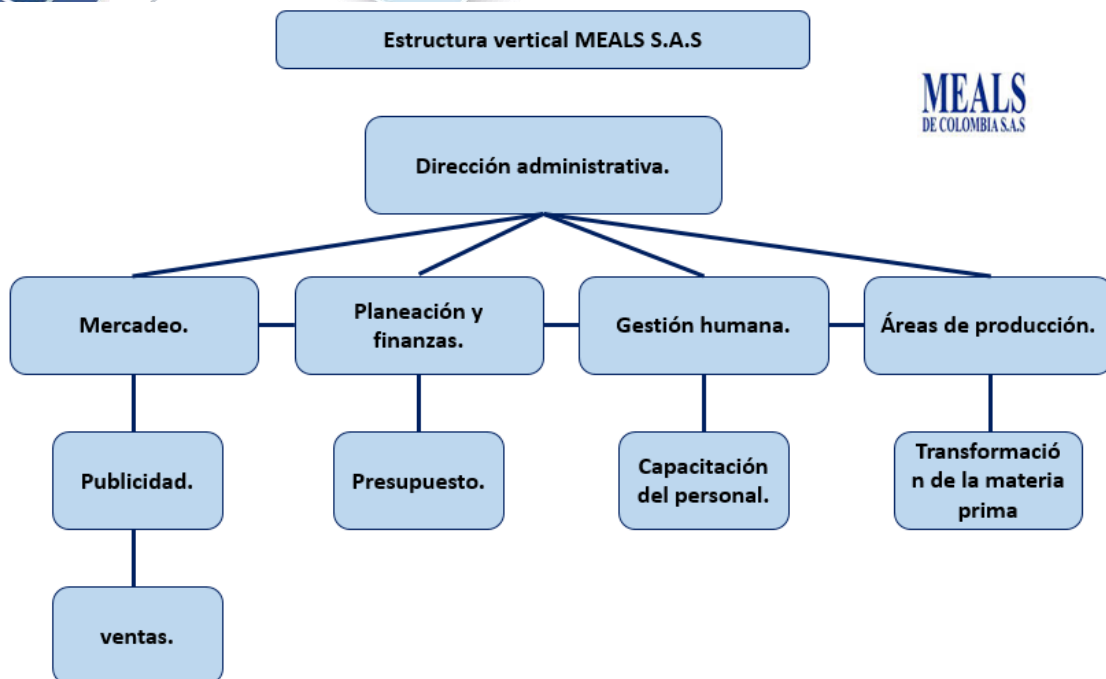 Estructura vertical MEALS S.A.S
MEALS
DE COLOMBIA S.A.S
Dirección administrativa.
Mercadeo.
Planeación y
finanzas.
Gestión humana.
Áreas de producción.
Publicidad.
Presupuesto.
Capacitación
del personal.
Transformació
n de la materia
prima
ventas.